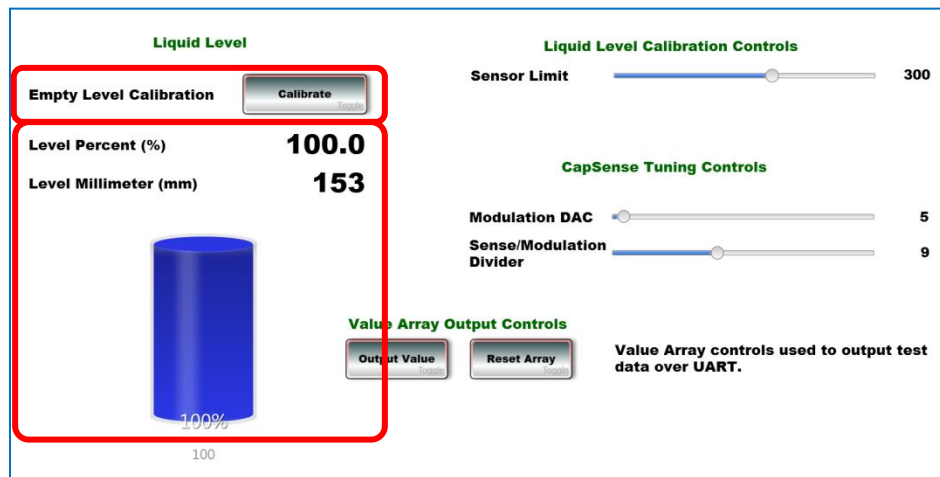 Liquid Level
Empty Level Calibration
Calibrate
Toggle
Level Percent (%)
100.0
Level Millimeter (mm)
153
100%
100
Liquid Level Calibration Controls
Sensor Limit
300
CapSense Tuning Controls
Modulation DAC
5
Sense/Modulation
Divider
9
Value Array Output Controls
Output Value
Toggle
Reset Array
Toggle
Value Array controls used to output test
data over UART.